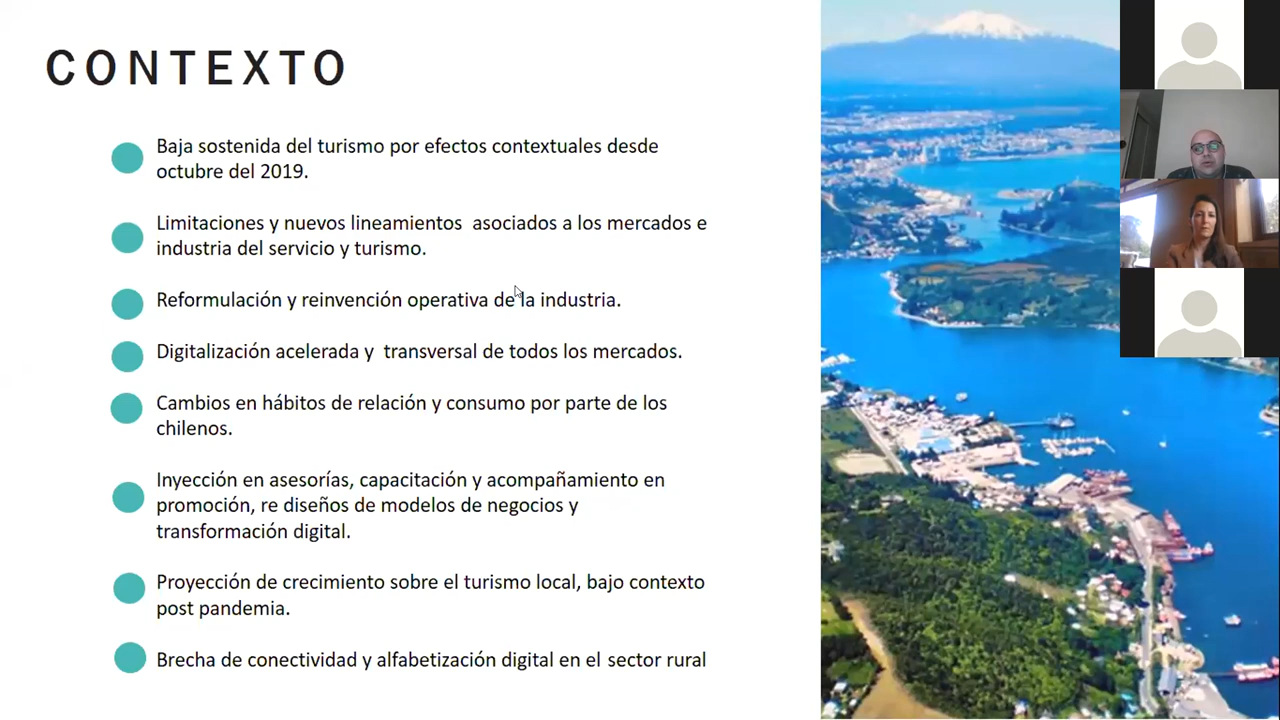 CONTEXTO
Baja sostenida del turismo por efectos contextuales desde
octubre del 2019.
Limitaciones y nuevos lineamientos  asociados a los mercados e
industria del servicio y turismo.
Reformulación y reinvención operativa de la industria.
Digitalización acelerada y  transversal de todos los mercados.
Cambios en hábitos de relación y consumo por parte de los
chilenos.
Inyección en asesorías, capacitación y acompañamiento en
promoción, re diseños de modelos de negocios y
transformación digital.
Proyección de crecimiento sobre el turismo local, bajo contexto
post pandemia.
Brecha de conectividad y alfabetización digital en el sector rural